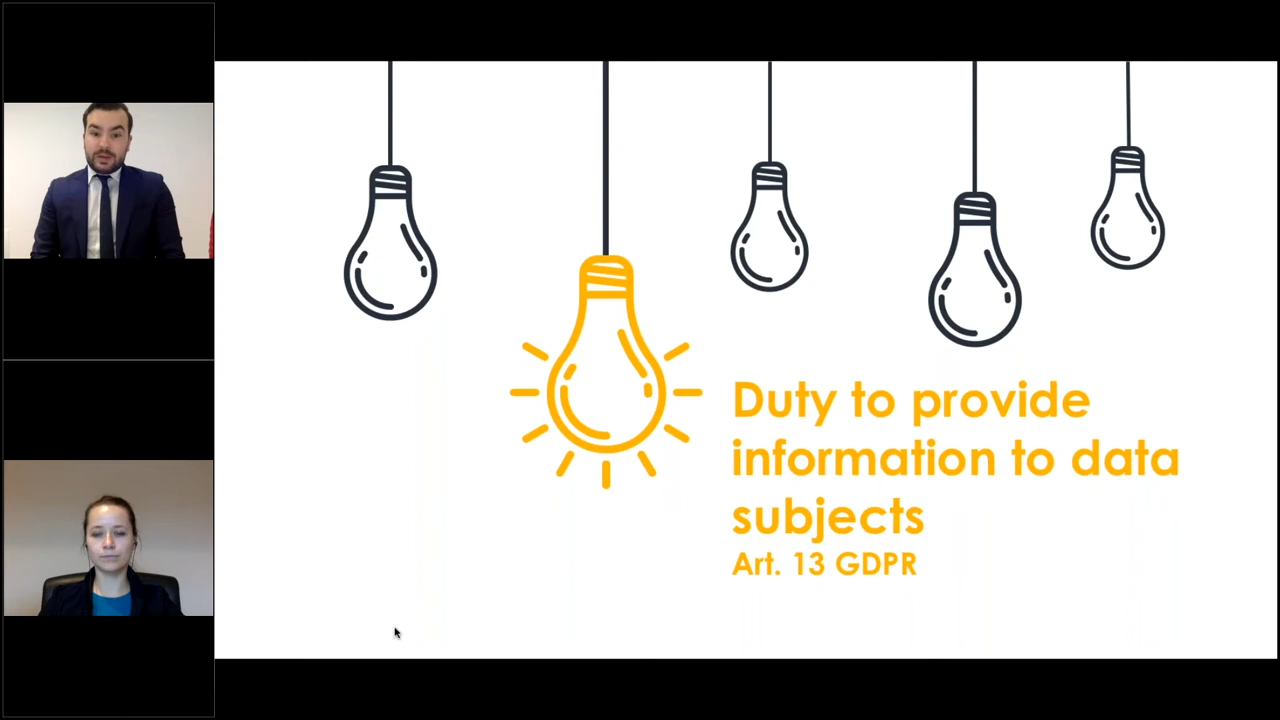 Duty to provide
information to data
subjects
Art. 13 GDPR